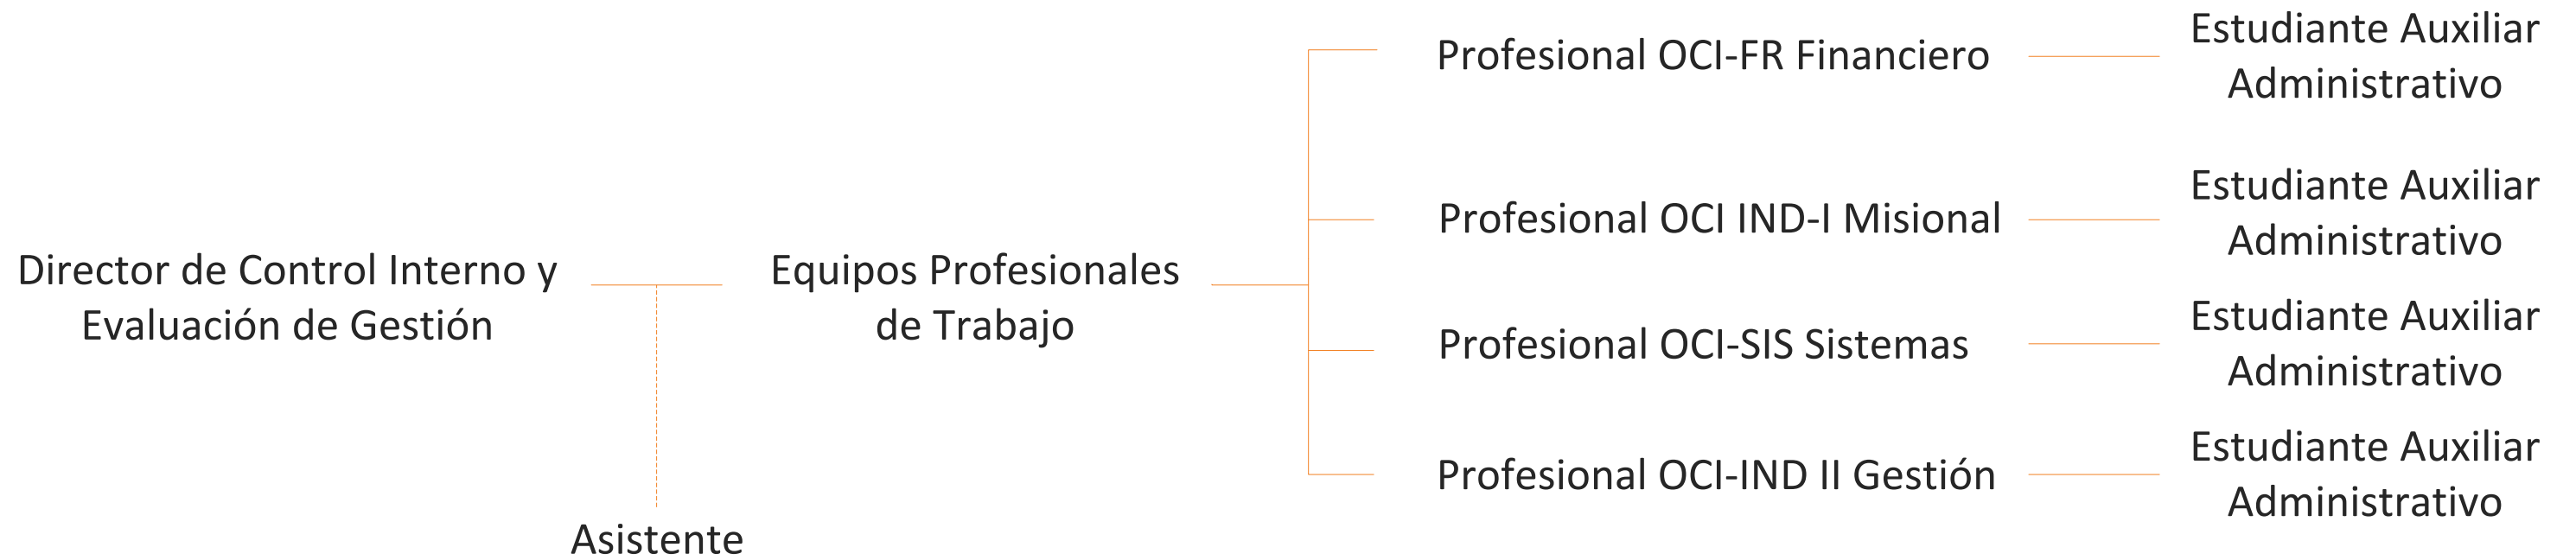 Director de Control Interno y
Evaluación de Gestión
Asistente
Equipos Profesionales
de Trabajo
Profesional OCI-FR Financiero
Estudiante Auxiliar
Administrativo
Profesional OCI IND-I Misional
Estudiante Auxiliar
Administrativo
Profesional OCI-SIS Sistemas
Estudiante Auxiliar
Administrativo
Profesional OCI-IND II Gestión
Estudiante Auxiliar
Administrativo